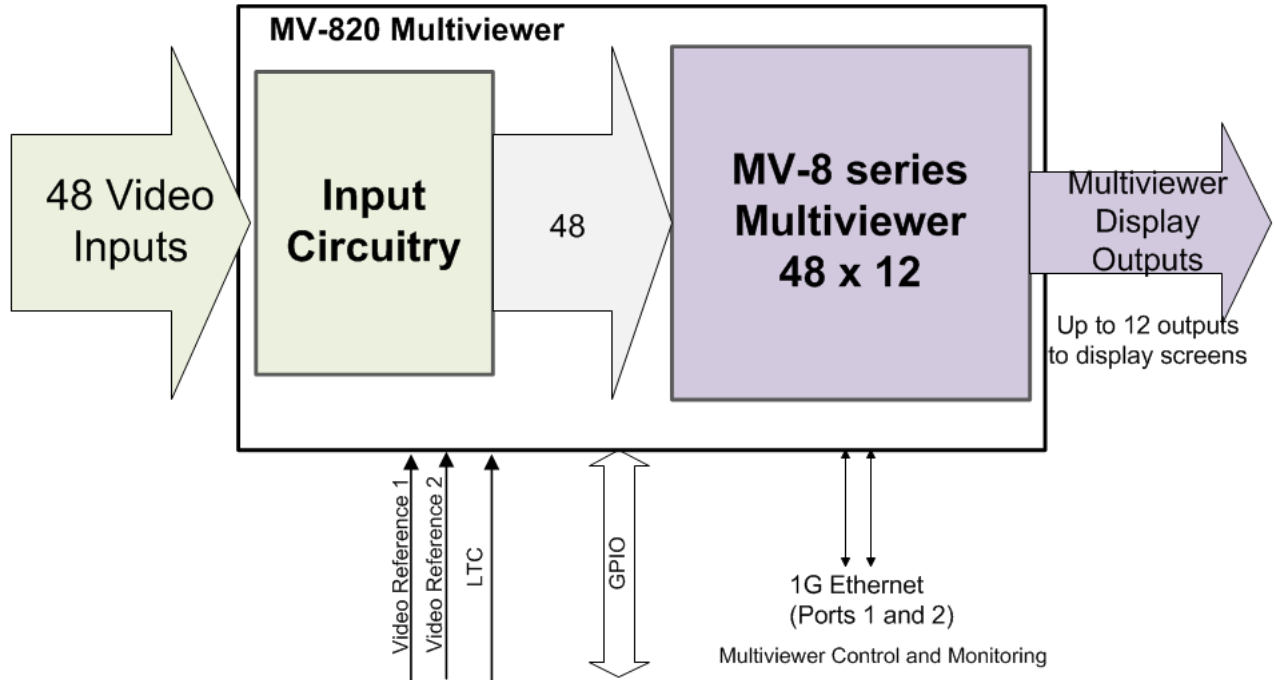 MV-820 Multiviewer
48 Video
Inputs
Input
Circuitry
48
MV-8 series
Multiviewer
48 x 12
Multiviewer
Display
Outputs
Up to 12 outputs
to display screens
Video Reference 1
Video Reference 2
LTC
GPIO
1G Ethernet
(Ports 1 and 2)
Multiviewer Control and Monitoring